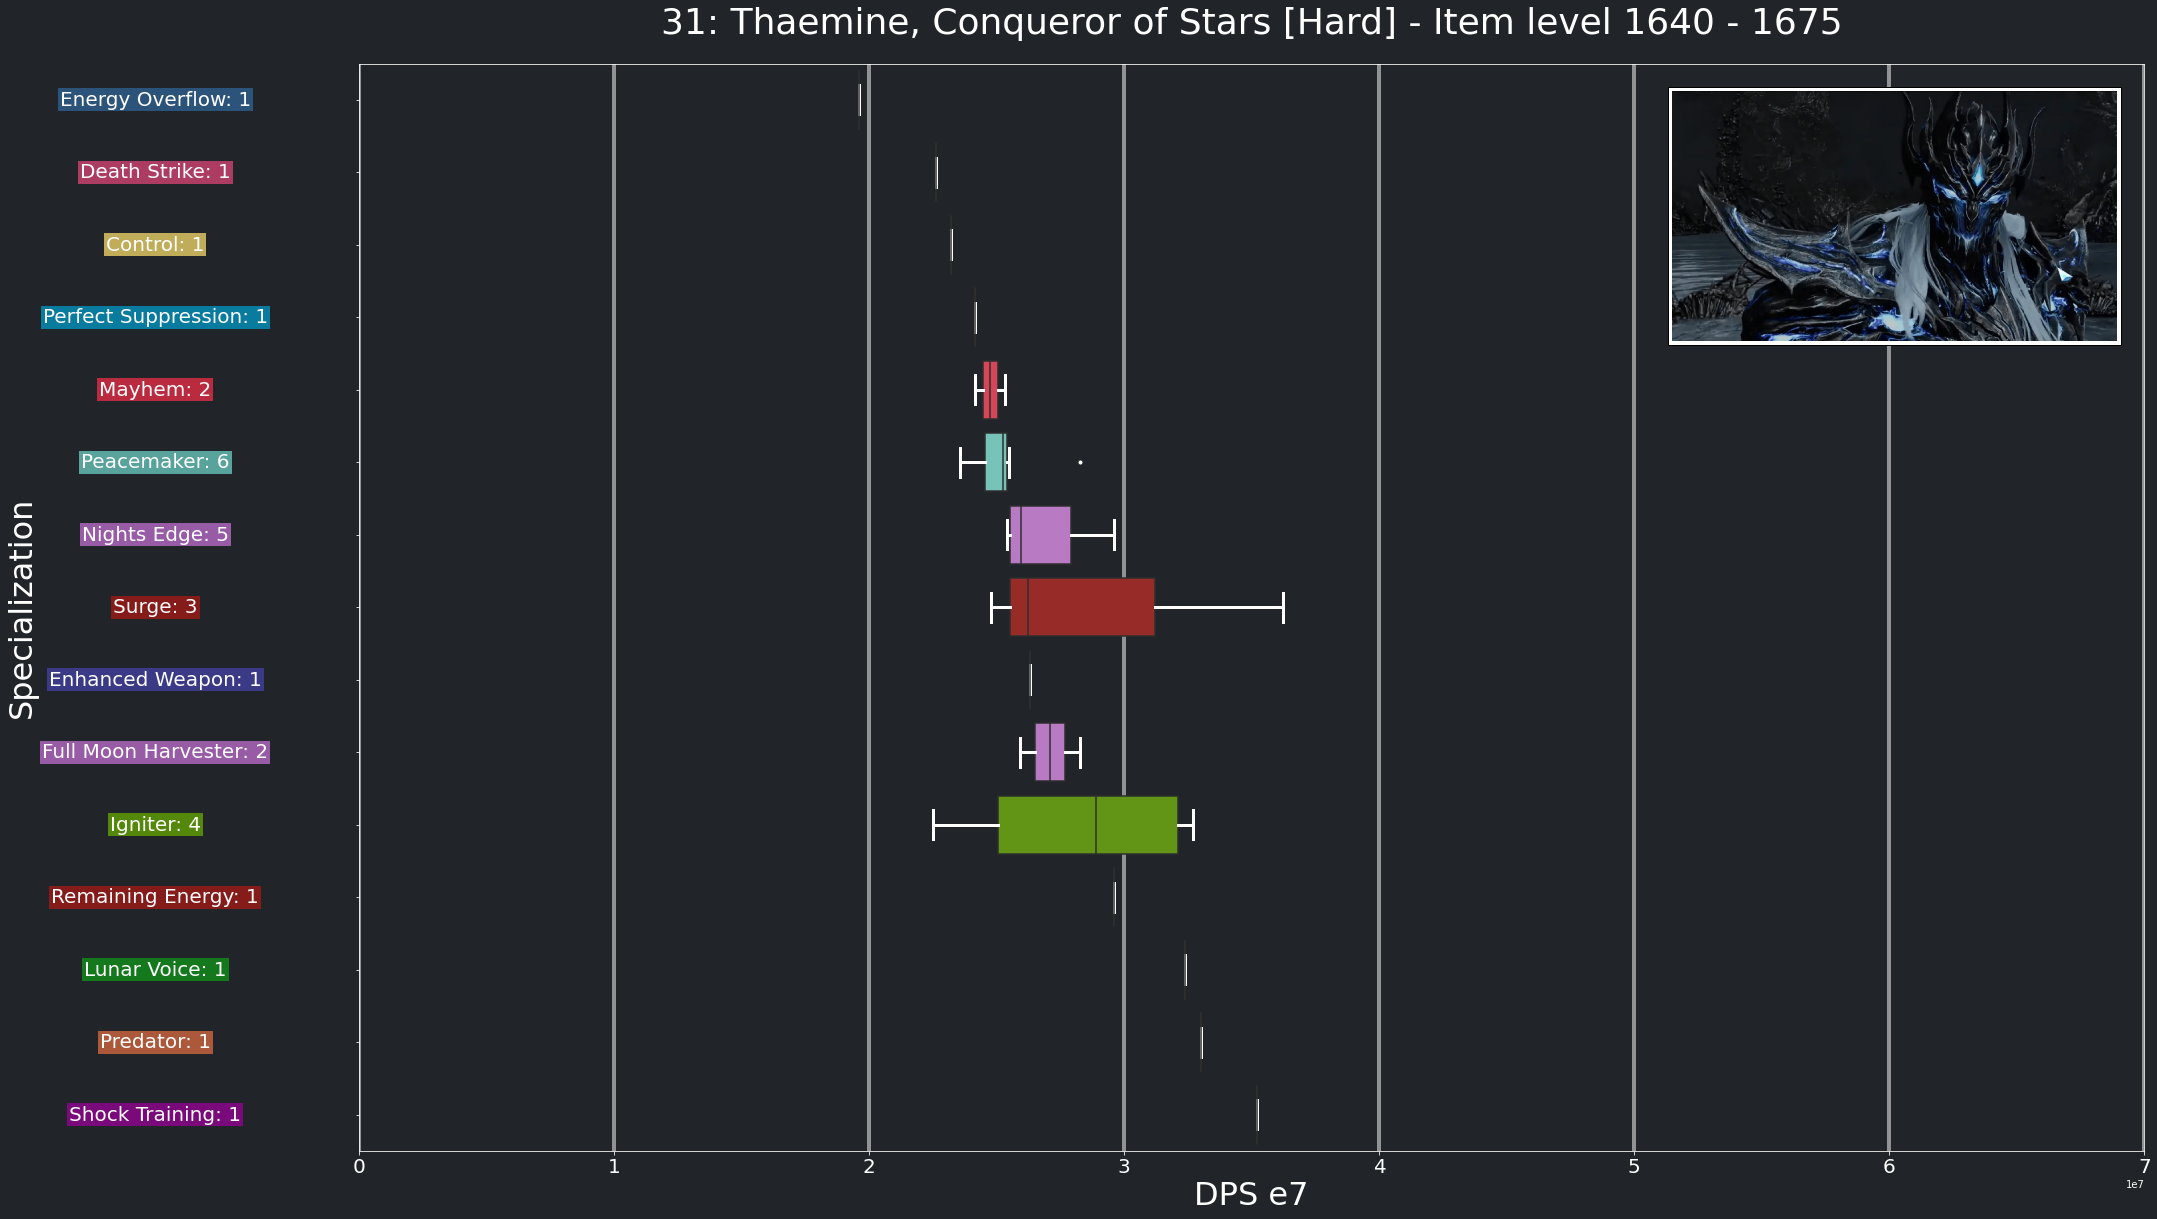 31: Thaemine, Conqueror of Stars [Hard] - Item level 1640 - 1675
Specialization
Energy Overflow: 1
Death Strike: 1
Control: 1
Perfect Suppression: 1
Mayhem: 2
Peacemaker: 6
Nights Edge: 5
Surge: 3
Enhanced Weapon: 1
Full Moon Harvester: 2
Igniter: 4
Remaining Energy: 1
Lunar Voice: 1
Predator: 1
Shock Training: 1
0 1 2 3 4 5 6 7
1e7
DPS e7